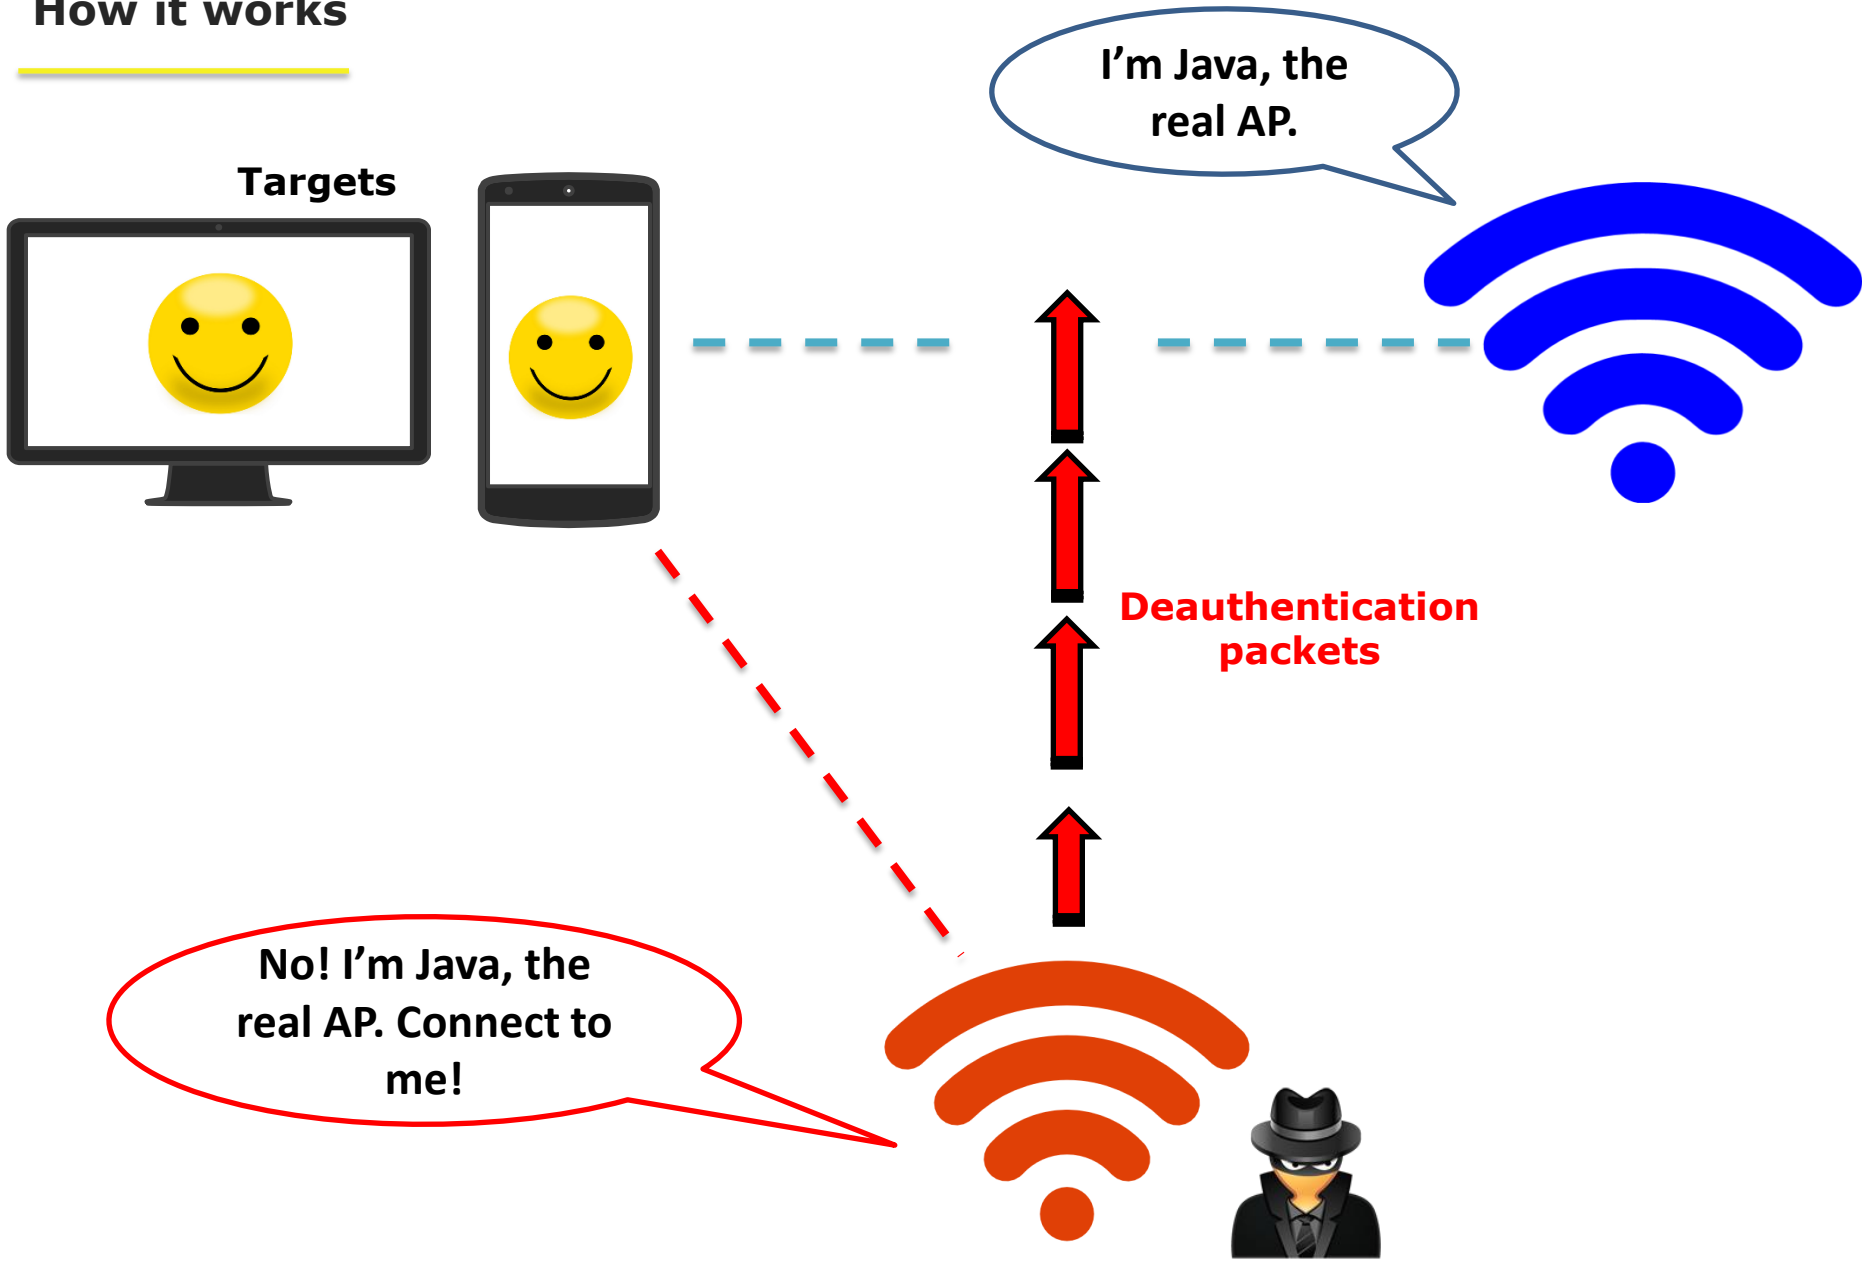 How it works
I’m Java, the
real AP.
Targets
Deauthentication
packets
No! I’m Java, the
real AP. Connect to
me!